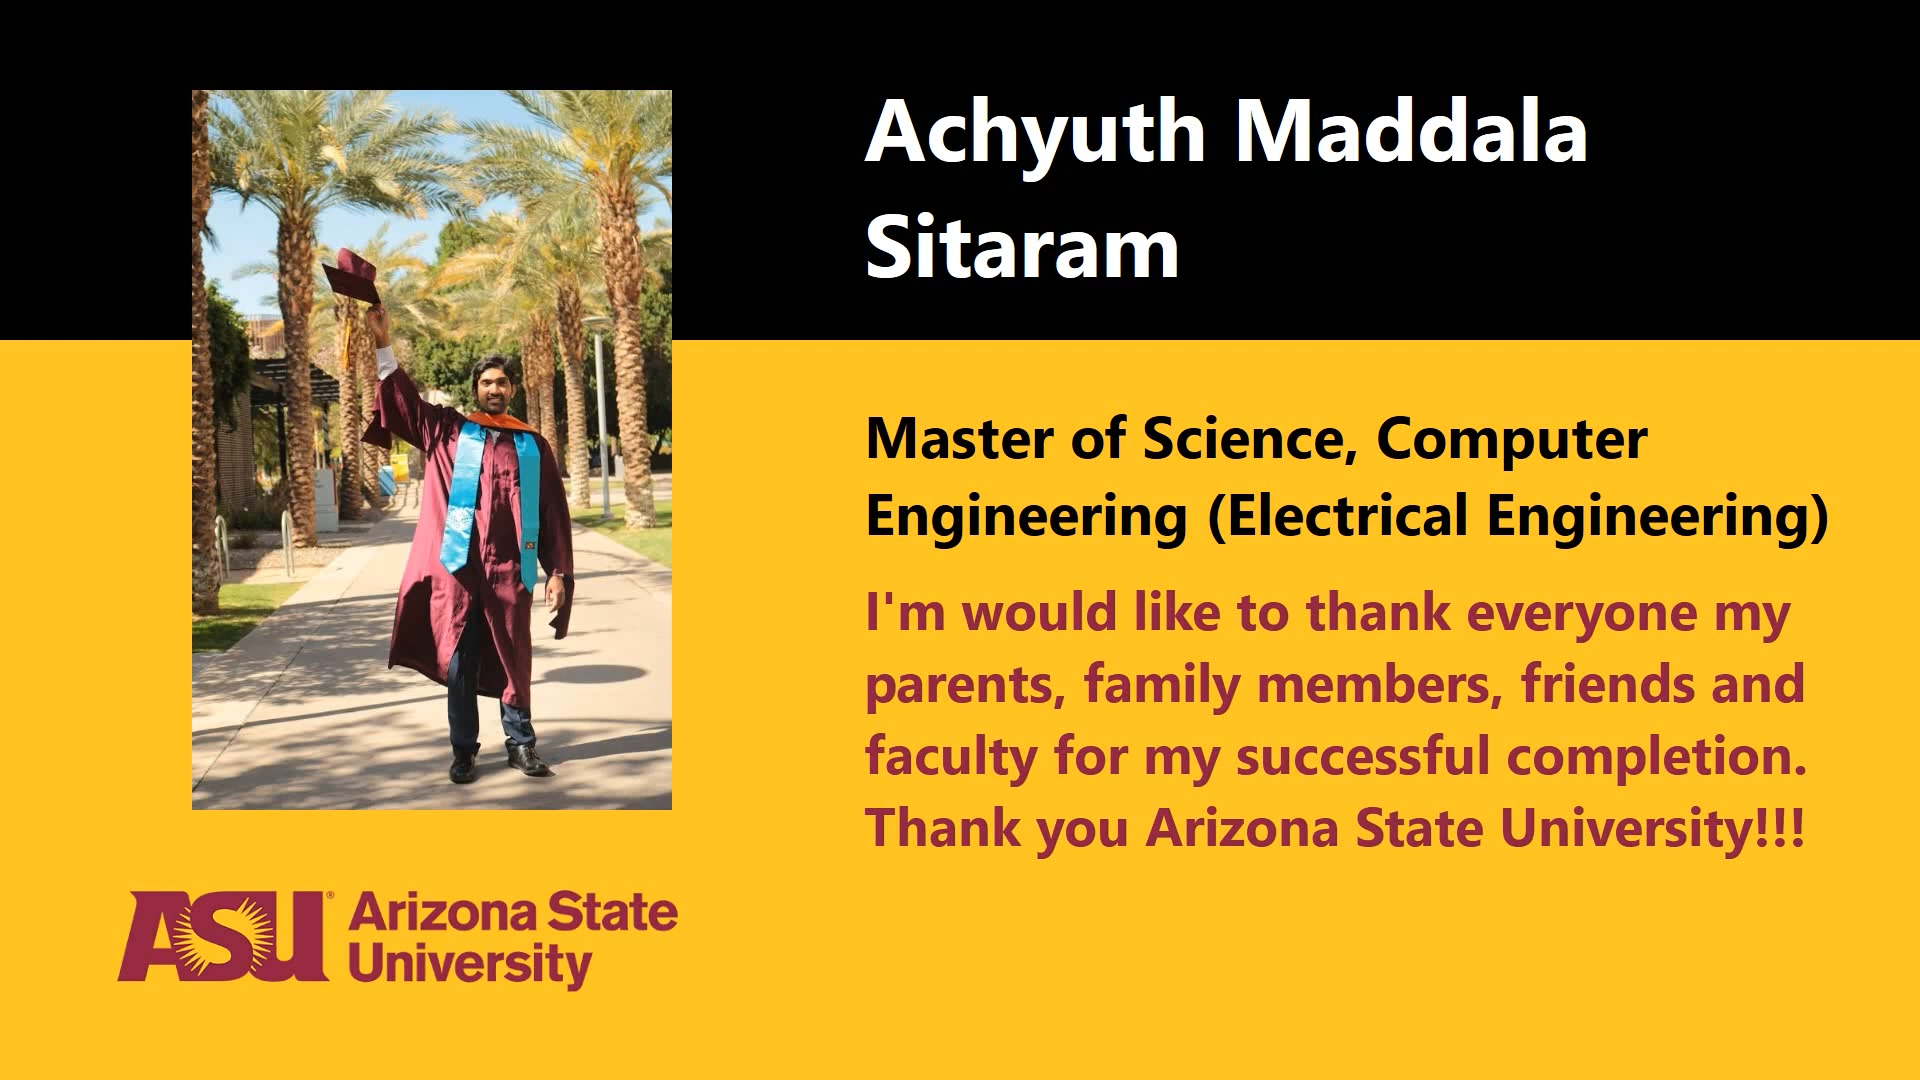 Achyuth Maddala
Sitaram
Master of Science, Computer
Engineering (Electrical Engineering)
I'm would like to thank everyone my
parents, family members, friends and
faculty for my successful completion.
Thank you Arizona State University!!!
ASU® Arizona State
University